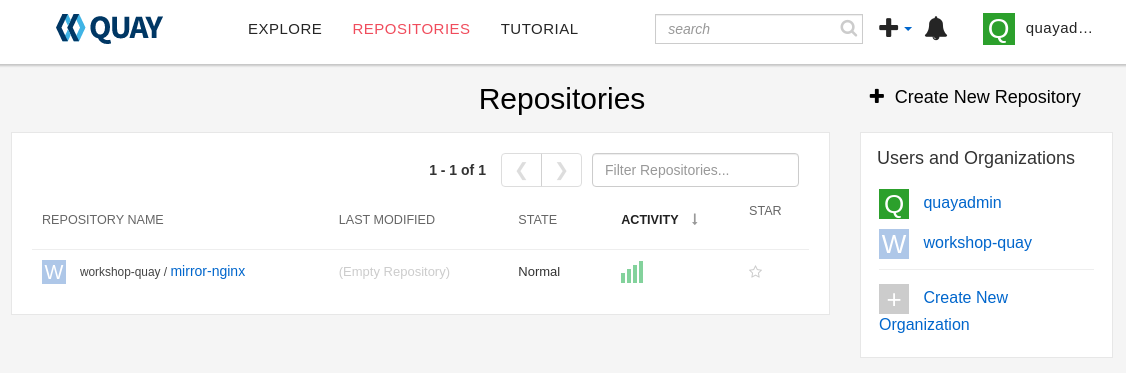 QUAY EXPLORE REPOSITORIES TUTORIAL search Q quayad...
Repositories
Create New Repository
1 - 1 of 1 Filter Repositories...
REPOSITORY NAME LAST MODIFIED STATE ACTIVITY STAR
W workshop-quay / mirror-nginx (Empty Repository) Normal
Users and Organizations
Q quayadmin
W workshop-quay
+ Create New
Organization